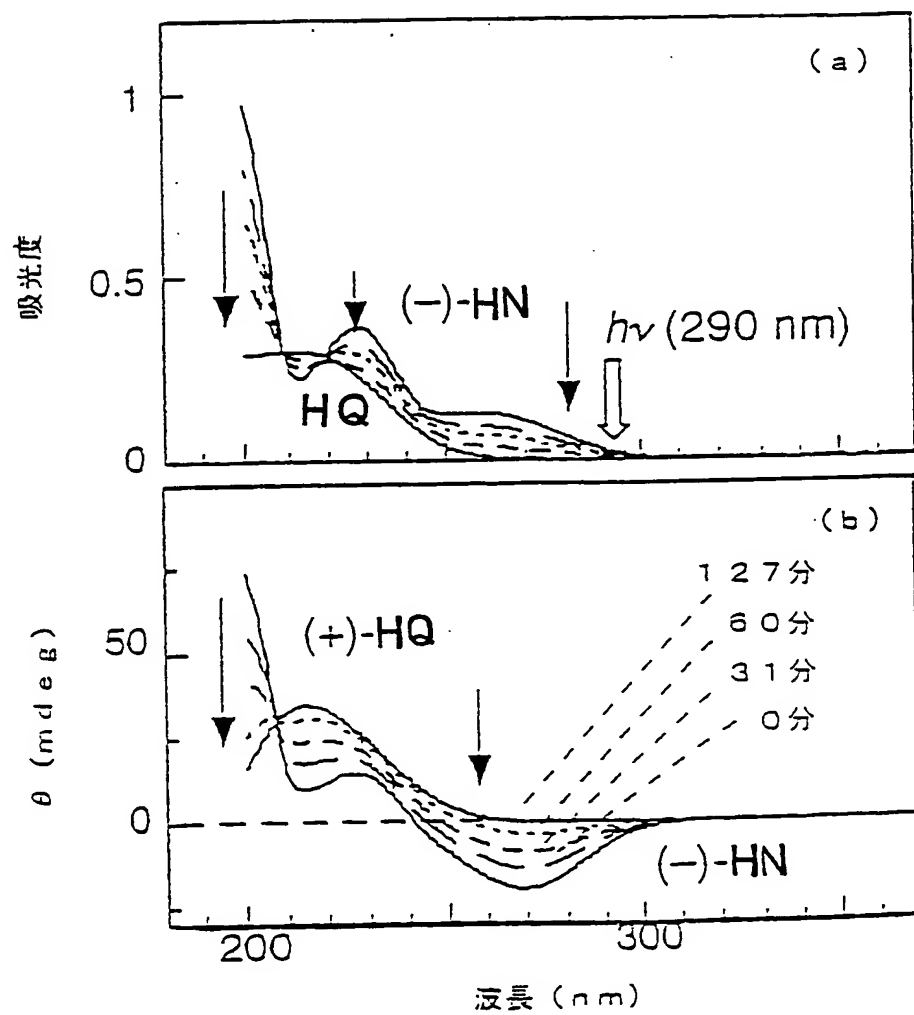 (a)
1
吸光度
0.5
(−)-HN
hν (290 nm)
HQ
0
(b)
127分
(+)-HQ
60分
50
31分
θ (mdeg)
0分
0
(−)-HN
200
300
波長 (nm)